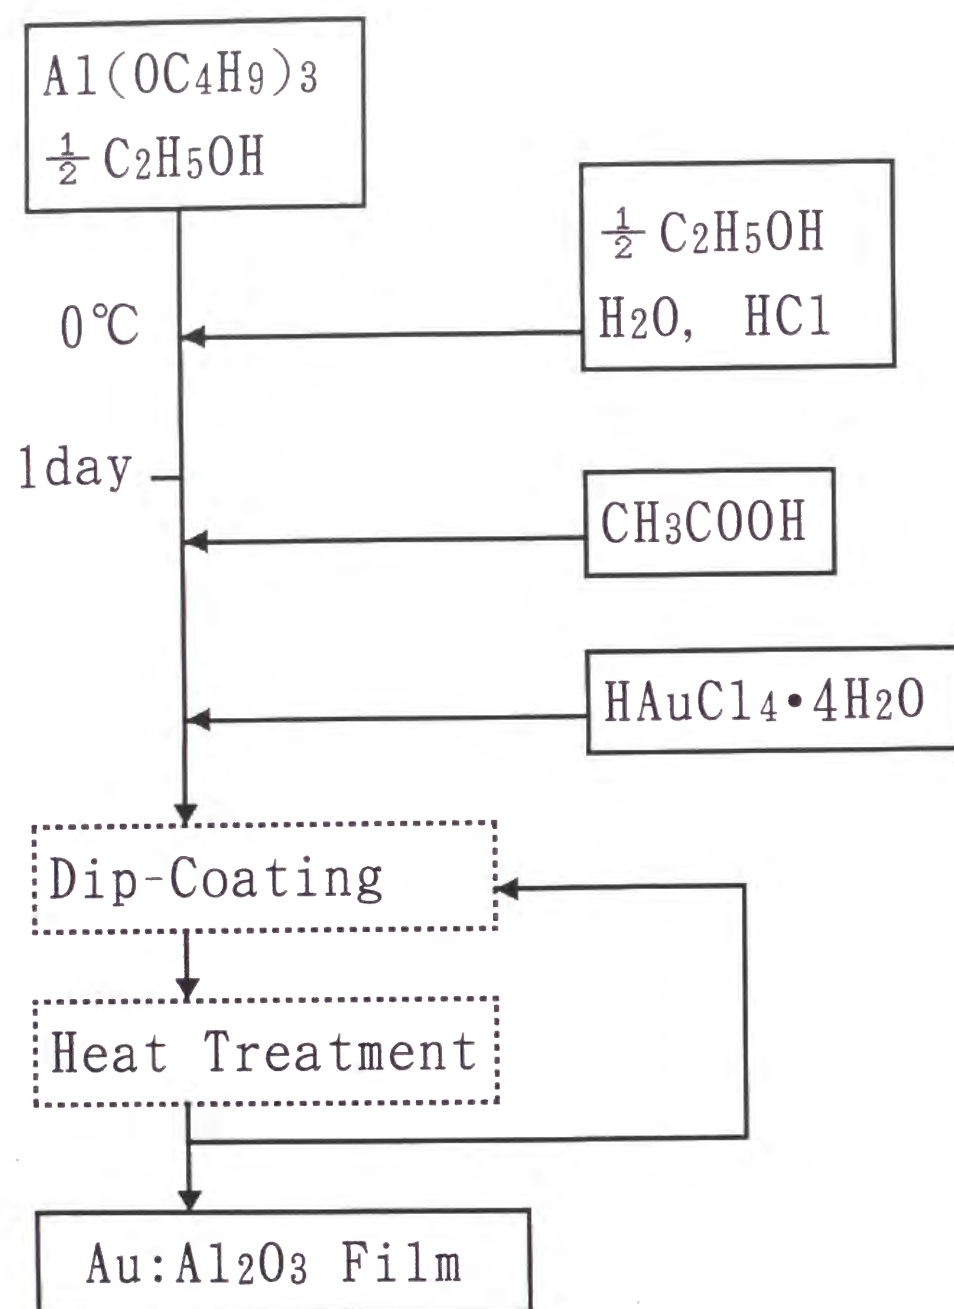 Al(OC4H9)3
½ C2H5OH
½ C2H5OH
H2O, HCl
0℃
1day
CH3COOH
HAuCl4•4H2O
Dip-Coating
Heat Treatment
Au:Al2O3 Film